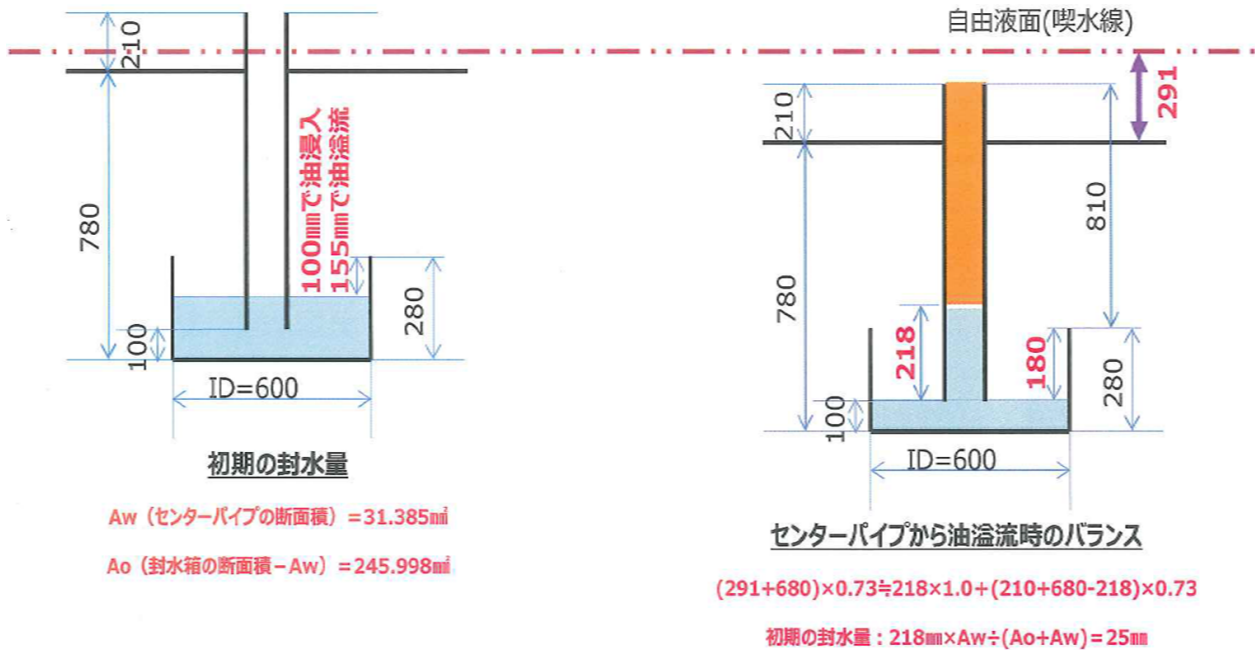 自由液面(喫水線)
210
780
100mmで油浸入
155mmで油溢流
280
100
ID=600
初期の封水量
Aw（センターパイプの断面積）＝31.385㎟
Ao（封水箱の断面積－Aw）＝245.998㎟
291
210
810
780
218
180
280
100
ID=600
センターパイプから油溢流時のバランス
(291+680)×0.73≒218×1.0＋(210+680-218)×0.73
初期の封水量：218mm×Aw÷(Ao＋Aw)＝25mm